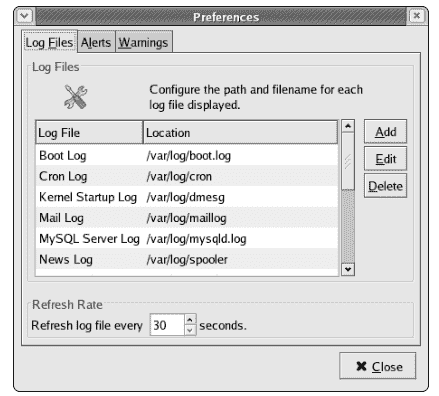 Preferences
Log Files Alerts Warnings
Log Files
Configure the path and filename for each
log file displayed.
Log File Location
Boot Log /var/log/boot.log
Cron Log /var/log/cron
Kernel Startup Log /var/log/dmesg
Mail Log /var/log/maillog
MySQL Server Log /var/log/mysqld.log
News Log /var/log/spooler
Add
Edit
Delete
Refresh Rate
Refresh log file every 30 seconds.
Close